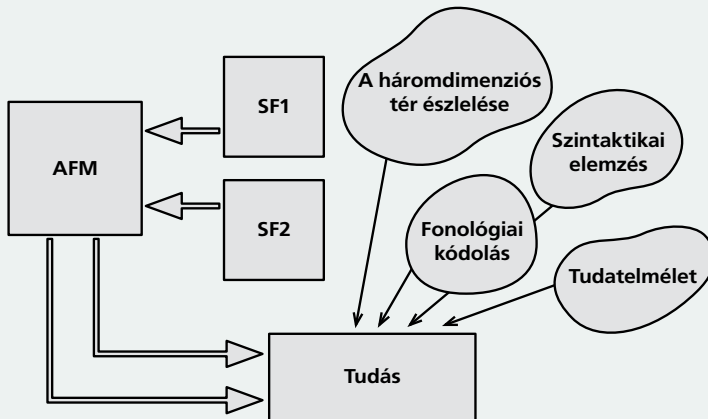 SF1
A háromdimenziós
tér észlelése
Szintaktikai
elemzés
AFM
SF2
Fonológiai
kódolás
Tudatelmélet
Tudás